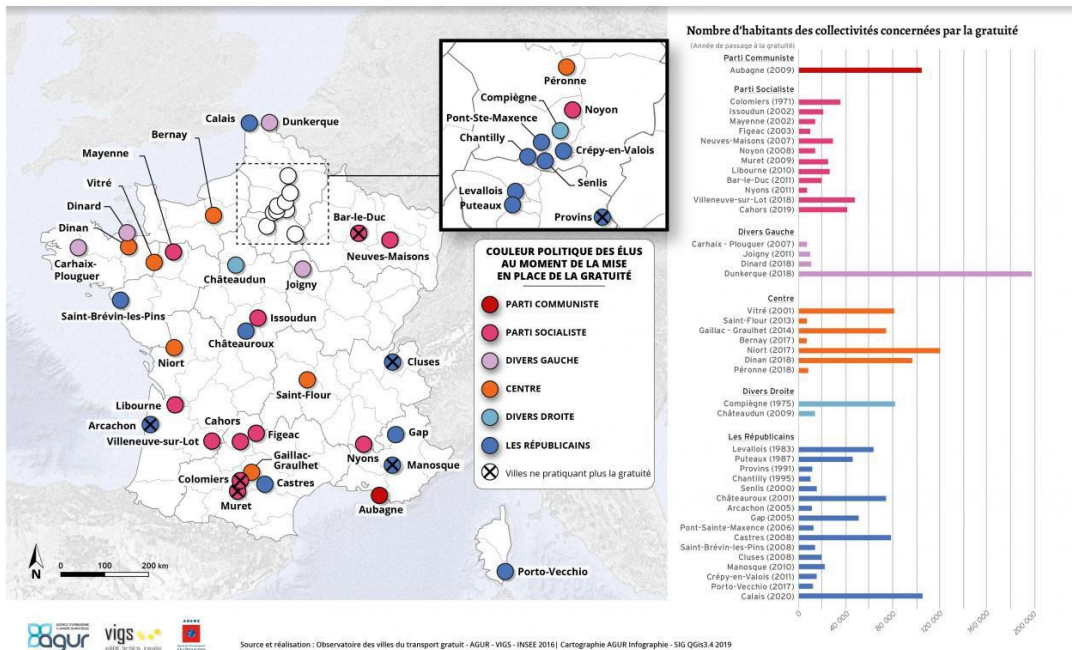 Calais
Dunkerque
Bernay
Mayenne
Vitré
Dinard
Dinan
Carhaix-
Plouguer
Châteaudun
Joigny
Bar-le-Duc
Neuves-Maisons
Saint-Brévin-les-Pins
Issoudun
Châteauroux
Niort
Cluses
Saint-Flour
Libourne
Arcachon
Cahors
Figeac
Villeneuve-sur-Lot
Gap
Nyons
Manosque
Gaillac-
Graulhet
Colomiers
Castres
Muret
Aubagne
Porto-Vecchio
N
0 100 200 km
Péronne
Compiègne
Noyon
Pont-Ste-Maxence
Chantilly
Crépy-en-Valois
Senlis
Levallois
Puteaux
Provins
COULEUR POLITIQUE DES ÉLUS
AU MOMENT DE LA MISE
EN PLACE DE LA GRATUITÉ
PARTI COMMUNISTE
PARTI SOCIALISTE
DIVERS GAUCHE
CENTRE
DIVERS DROITE
LES RÉPUBLICAINS
Villes ne pratiquant plus la gratuité
Nombre d'habitants des collectivités concernées par la gratuité
(Année de passage à la gratuité)
Parti Communiste
Aubagne (2009)
Parti Socialiste
Colomiers (1971)
Issoudun (2002)
Mayenne (2002)
Figeac (2003)
Neuves-Maisons (2007)
Noyon (2008)
Muret (2009)
Libourne (2010)
Bar-le-Duc (2011)
Nyons (2011)
Villeneuve-sur-Lot (2018)
Cahors (2019)
Divers Gauche
Carhaix - Plouguer (2007)
Joigny (2011)
Dinard (2018)
Dunkerque (2018)
Centre
Vitré (2001)
Saint-Flour (2013)
Gaillac - Graulhet (2014)
Bernay (2017)
Niort (2017)
Dinan (2018)
Péronne (2018)
Divers Droite
Compiègne (1975)
Châteaudun (2009)
Les Républicains
Levallois (1983)
Puteaux (1987)
Provins (1991)
Chantilly (1995)
Senlis (2000)
Châteauroux (2001)
Arcachon (2005)
Gap (2005)
Pont-Sainte-Maxence (2006)
Castres (2008)
Saint-Brévin-les-Pins (2008)
Cluses (2008)
Manosque (2010)
Crépy-en-Valois (2011)
Porto-Vecchio (2017)
Calais (2020)
0 40 000 80 000 120 000 160 000 200 000
agur
vigs
ADEME
Source et réalisation : Observatoire des villes du transport gratuit - AGUR - VIGS - INSEE 2016| Cartographie AGUR Infographie - SIG QGis3.4 2019